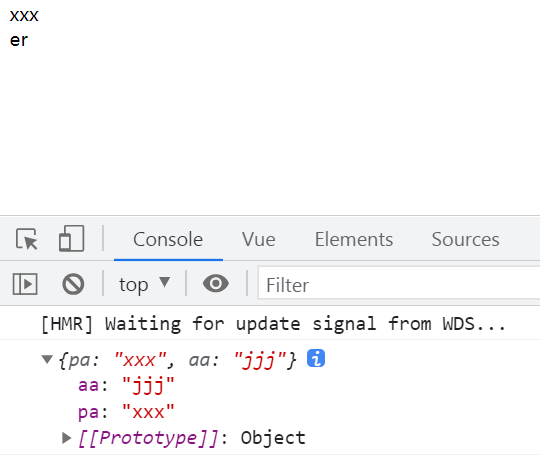 xxx
er
Console Vue Elements Sources
top Filter
[HMR] Waiting for update signal from WDS...
{pa: "xxx", aa: "jjj"} i
aa: "jjj"
pa: "xxx"
[[Prototype]]: Object